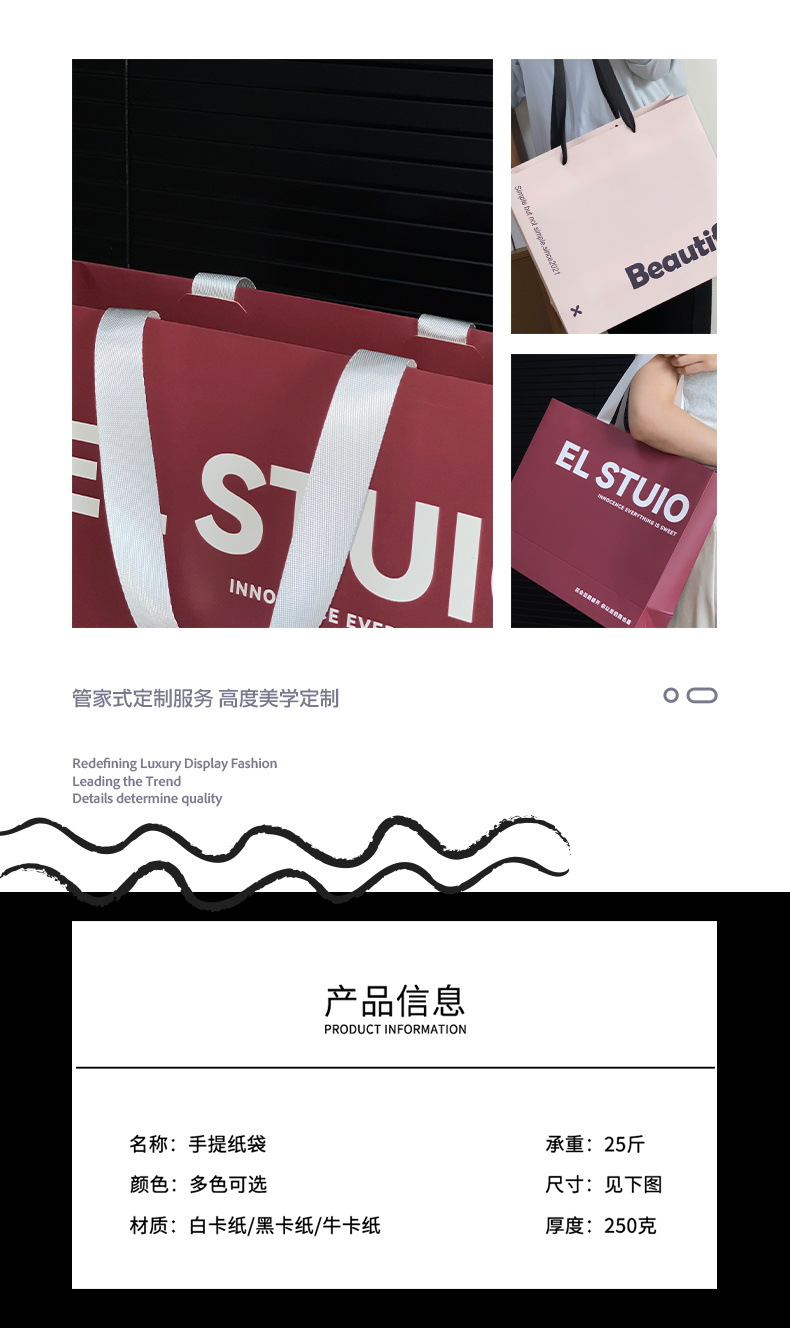 EL STUIO
INNO CE EVER
Simple but not simple,since2021
Beautif
EL STUIO
INNOCENCE EVERYTHING IS SWEET
管家式定制服务 高度美学定制
Redefining Luxury Display Fashion
Leading the Trend
Details determine quality
产品信息
PRODUCT INFORMATION
名称：手提纸袋
承重：25斤
颜色：多色可选
尺寸：见下图
材质：白卡纸/黑卡纸/牛卡纸
厚度：250克